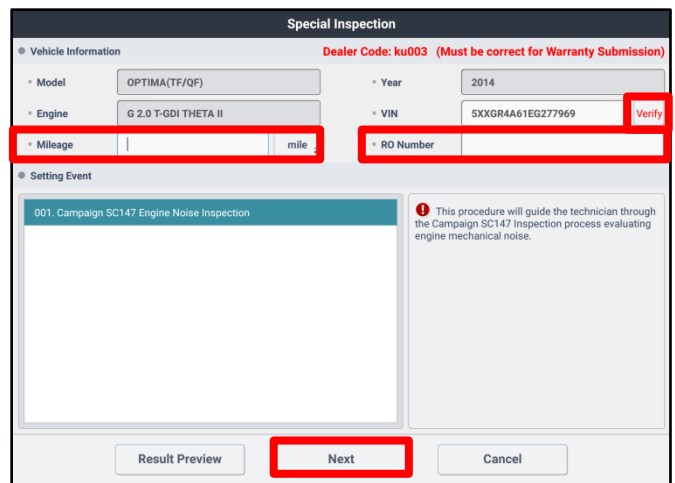 Special Inspection
Vehicle Information Dealer Code: ku003 (Must be correct for Warranty Submission)
Model OPTIMA(TF/QF) Year 2014
Engine G 2.0 T-GDI THETA II VIN 5XXGR4A61EG277969 Verify
Mileage mile RO Number
Setting Event
001. Campaign SC147 Engine Noise Inspection
This procedure will guide the technician through
the Campaign SC147 Inspection process evaluating
engine mechanical noise.
Result Preview Next Cancel